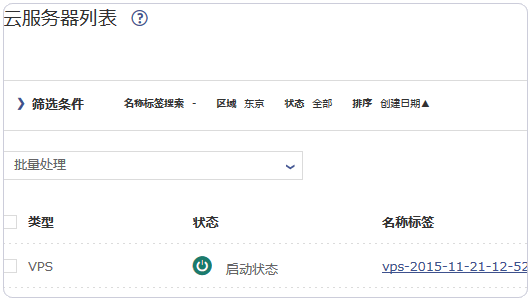 云服务器列表 ?
❯ 筛选条件 名称标签搜索 - 区域 东京 状态 全部 排序 创建日期▲
批量处理
类型 状态 名称标签
VPS 启动状态 vps-2015-11-21-12-52